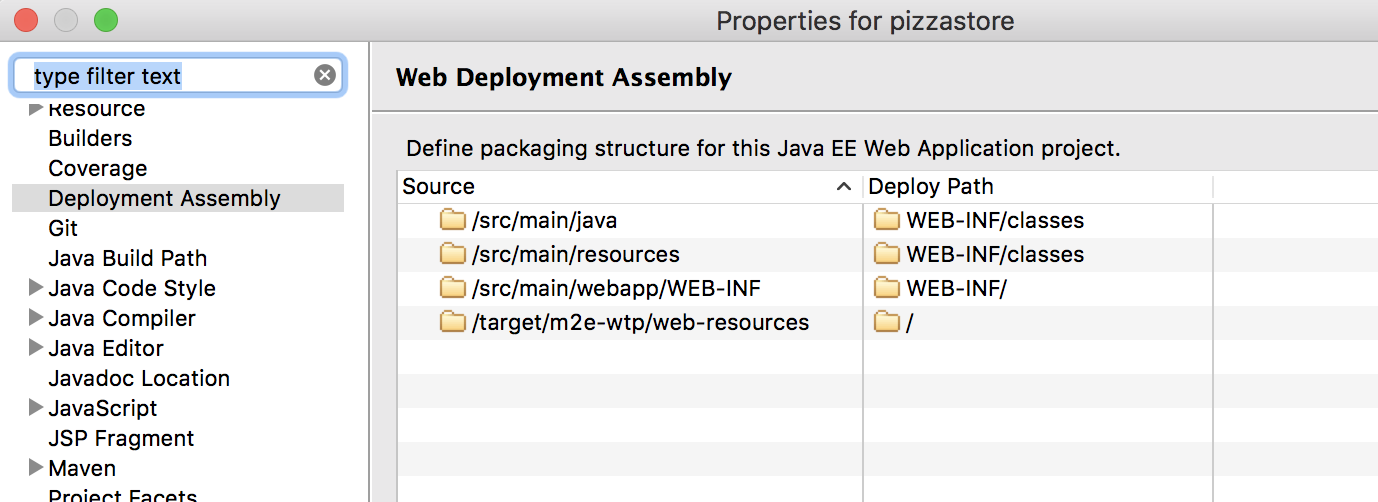 Properties for pizzastore
type filter text
Resource
Builders
Coverage
Deployment Assembly
Git
Java Build Path
Java Code Style
Java Compiler
Java Editor
Javadoc Location
JavaScript
JSP Fragment
Maven
Project Facets
Web Deployment Assembly
Define packaging structure for this Java EE Web Application project.
Source Deploy Path
/src/main/java WEB-INF/classes
/src/main/resources WEB-INF/classes
/src/main/webapp/WEB-INF WEB-INF/
/target/m2e-wtp/web-resources /